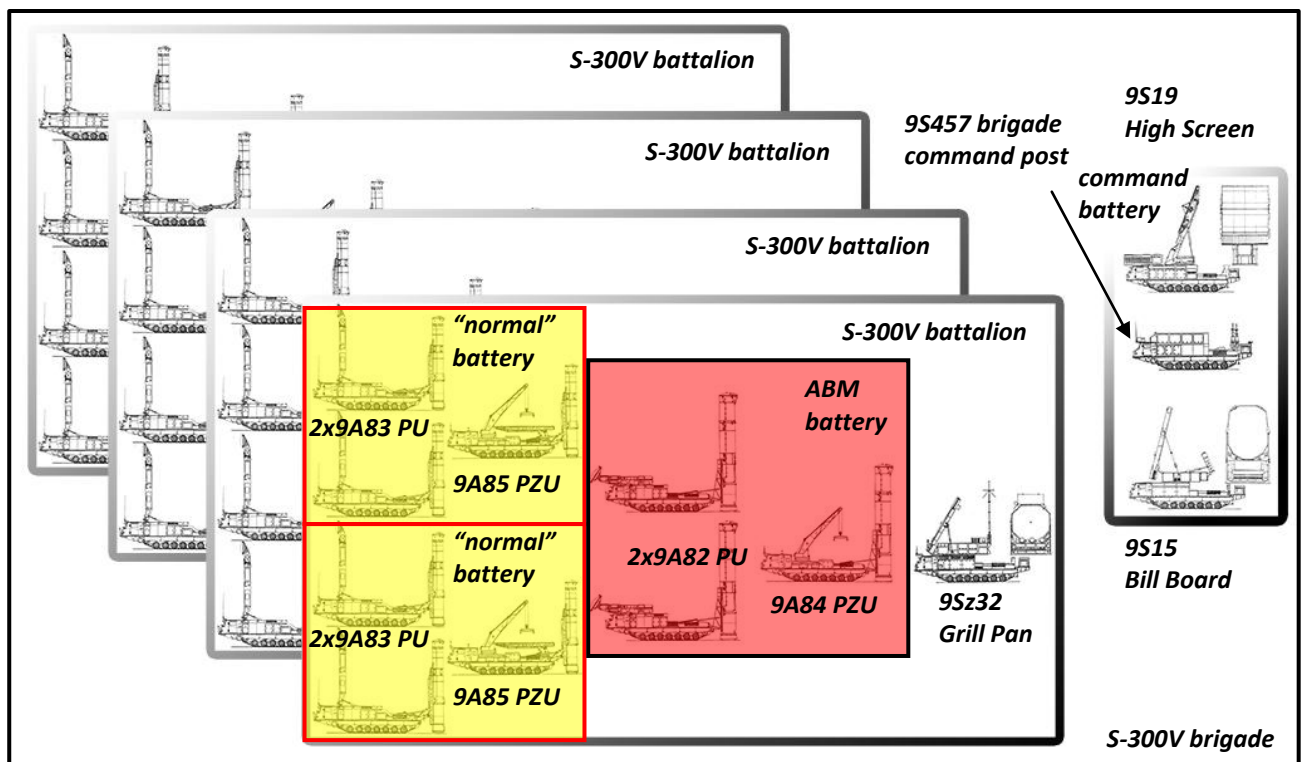 S-300V battalion
S-300V battalion
S-300V battalion
S-300V battalion
"normal"
battery
2x9A83 PU
9A85 PZU
"normal"
battery
2x9A83 PU
9A85 PZU
ABM
battery
2x9A82 PU
9A84 PZU
9Sz32
Grill Pan
9S457 brigade
command post
9S19
High Screen
command
battery
9S15
Bill Board
S-300V brigade